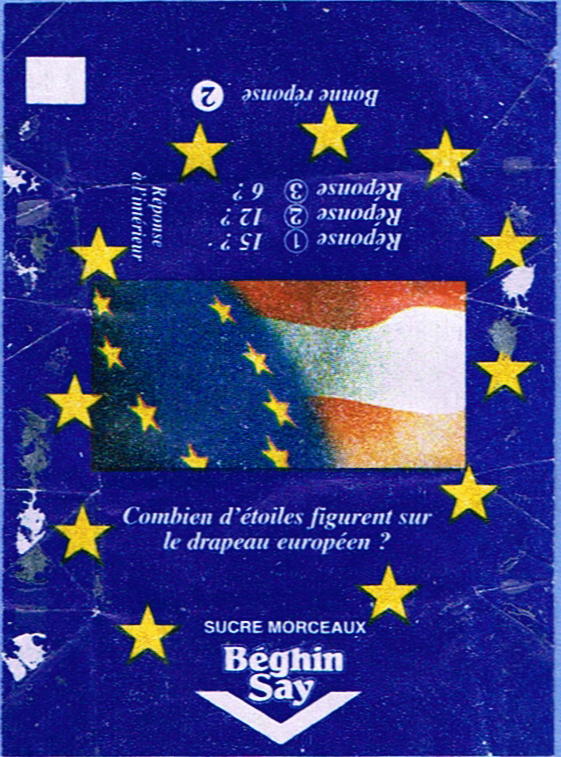 Bonne réponse 2
Réponse 1 15 ?
Réponse 2 12 ?
Réponse 3 6 ?
Réponse
à l'intérieur
Combien d'étoiles figurent sur
le drapeau européen ?
SUCRE MORCEAUX
Béghin
Say